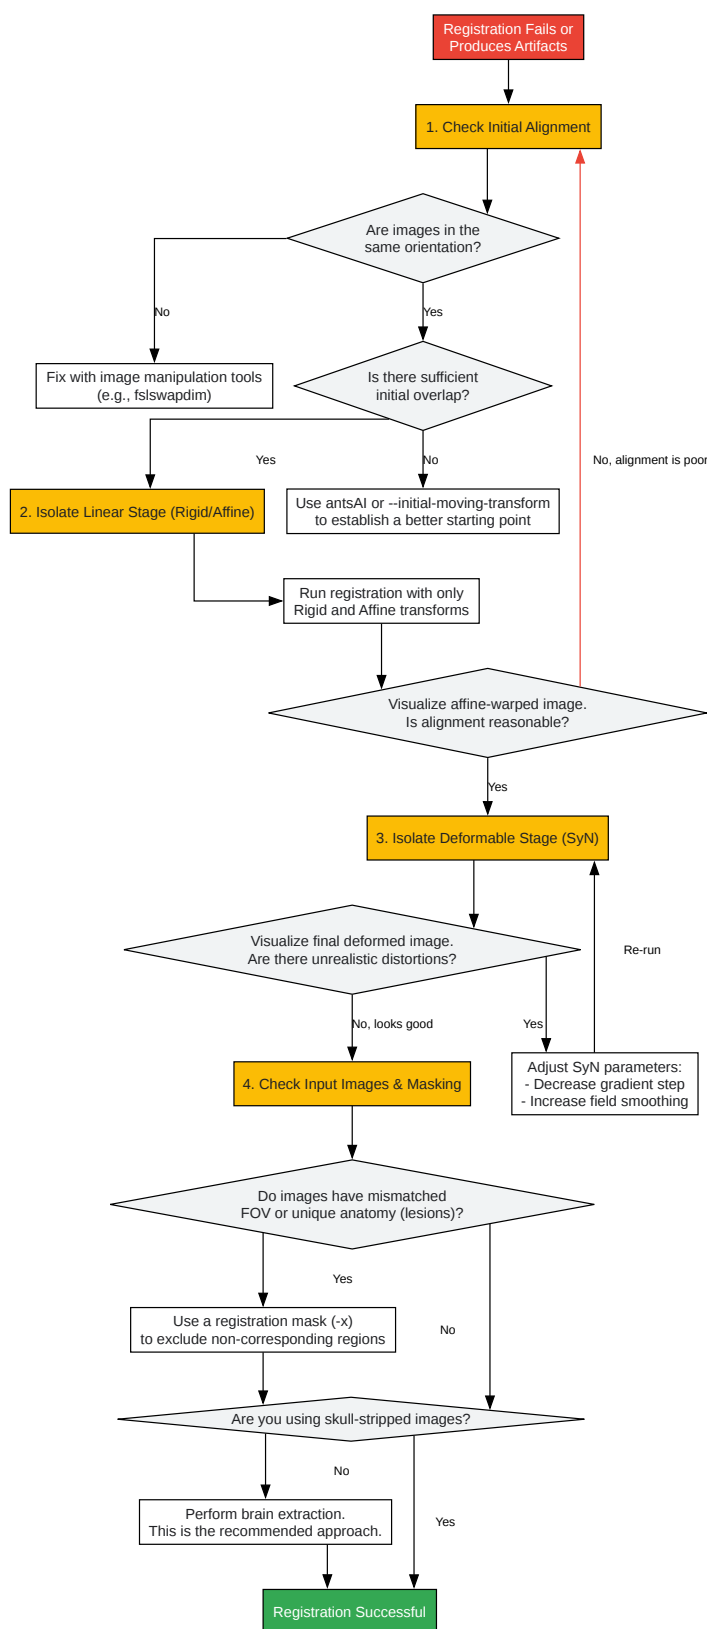 Registration Fails or
Produces Artifacts
1. Check Initial Alignment
Are images in the
same orientation?
No
Yes
Fix with image manipulation tools
(e.g., fslswapdim)
Is there sufficient
initial overlap?
Yes
No
No, alignment is poor
2. Isolate Linear Stage (Rigid/Affine)
Use antsAI or --initial-moving-transform
to establish a better starting point
Run registration with only
Rigid and Affine transforms
Visualize affine-warped image.
Is alignment reasonable?
Yes
3. Isolate Deformable Stage (SyN)
Visualize final deformed image.
Are there unrealistic distortions?
Re-run
No, looks good
Yes
Adjust SyN parameters:
- Decrease gradient step
- Increase field smoothing
4. Check Input Images & Masking
Do images have mismatched
FOV or unique anatomy (lesions)?
Yes
No
Use a registration mask (-x)
to exclude non-corresponding regions
Are you using skull-stripped images?
No
Yes
Perform brain extraction.
This is the recommended approach.
Registration Successful